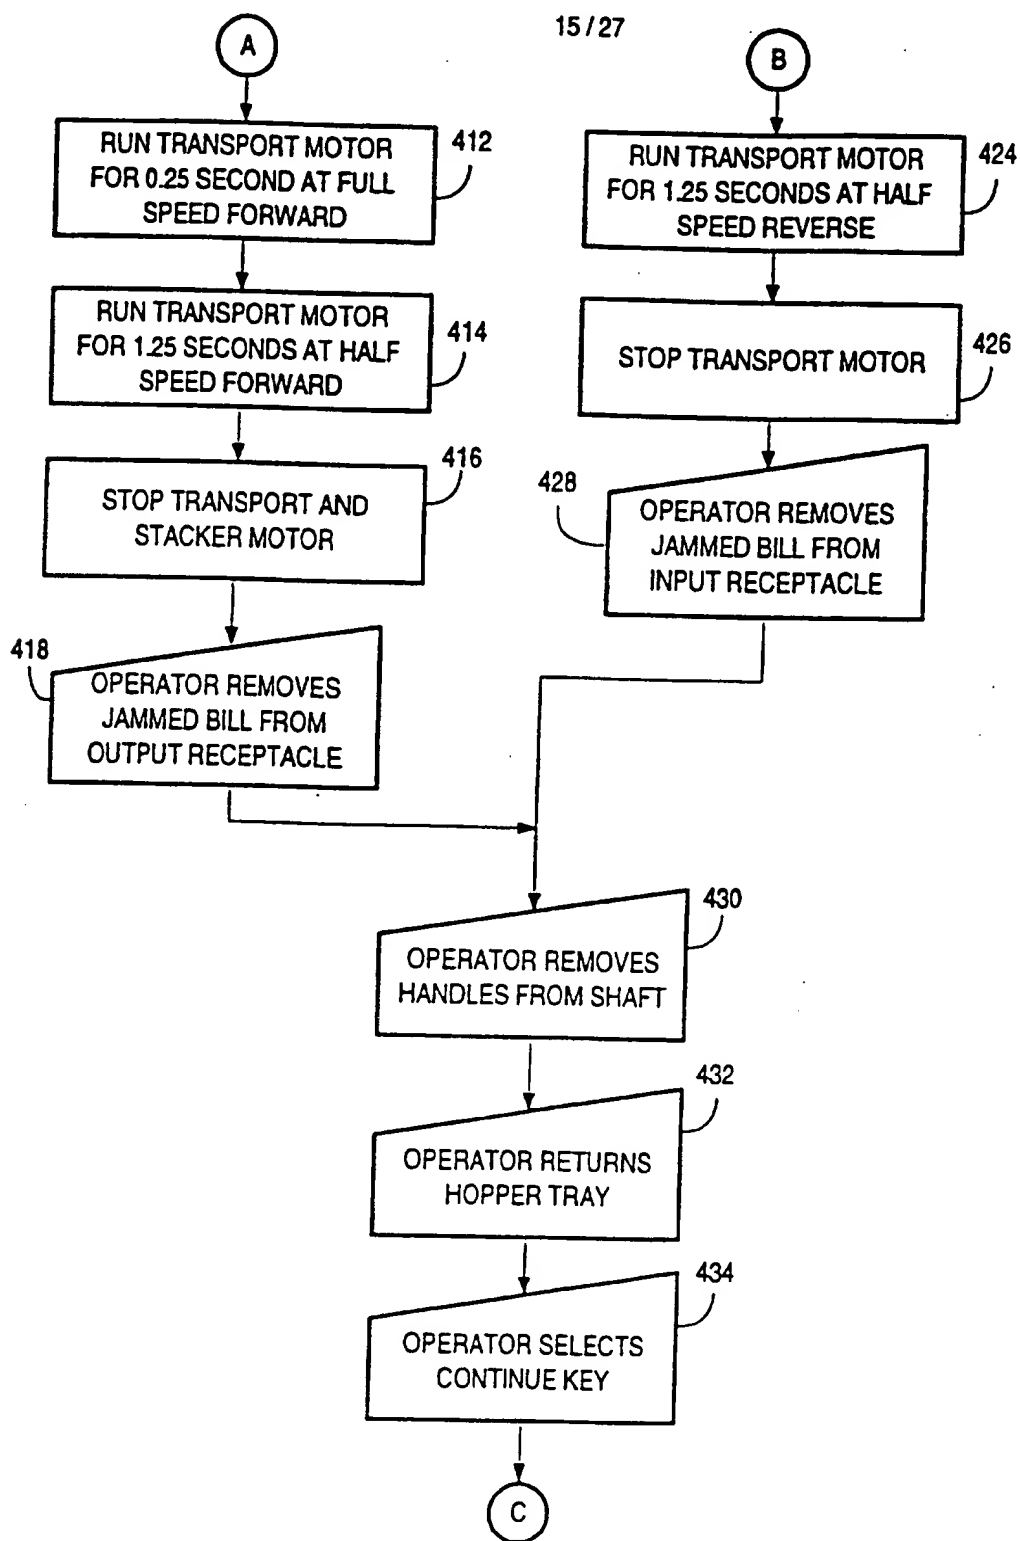 15/27
A
RUN TRANSPORT MOTOR
FOR 0.25 SECOND AT FULL
SPEED FORWARD
412
RUN TRANSPORT MOTOR
FOR 1.25 SECONDS AT HALF
SPEED FORWARD
414
STOP TRANSPORT AND
STACKER MOTOR
416
418
OPERATOR REMOVES
JAMMED BILL FROM
OUTPUT RECEPTACLE
B
RUN TRANSPORT MOTOR
FOR 1.25 SECONDS AT HALF
SPEED REVERSE
424
STOP TRANSPORT MOTOR
426
428
OPERATOR REMOVES
JAMMED BILL FROM
INPUT RECEPTACLE
430
OPERATOR REMOVES
HANDLES FROM SHAFT
432
OPERATOR RETURNS
HOPPER TRAY
434
OPERATOR SELECTS
CONTINUE KEY
C